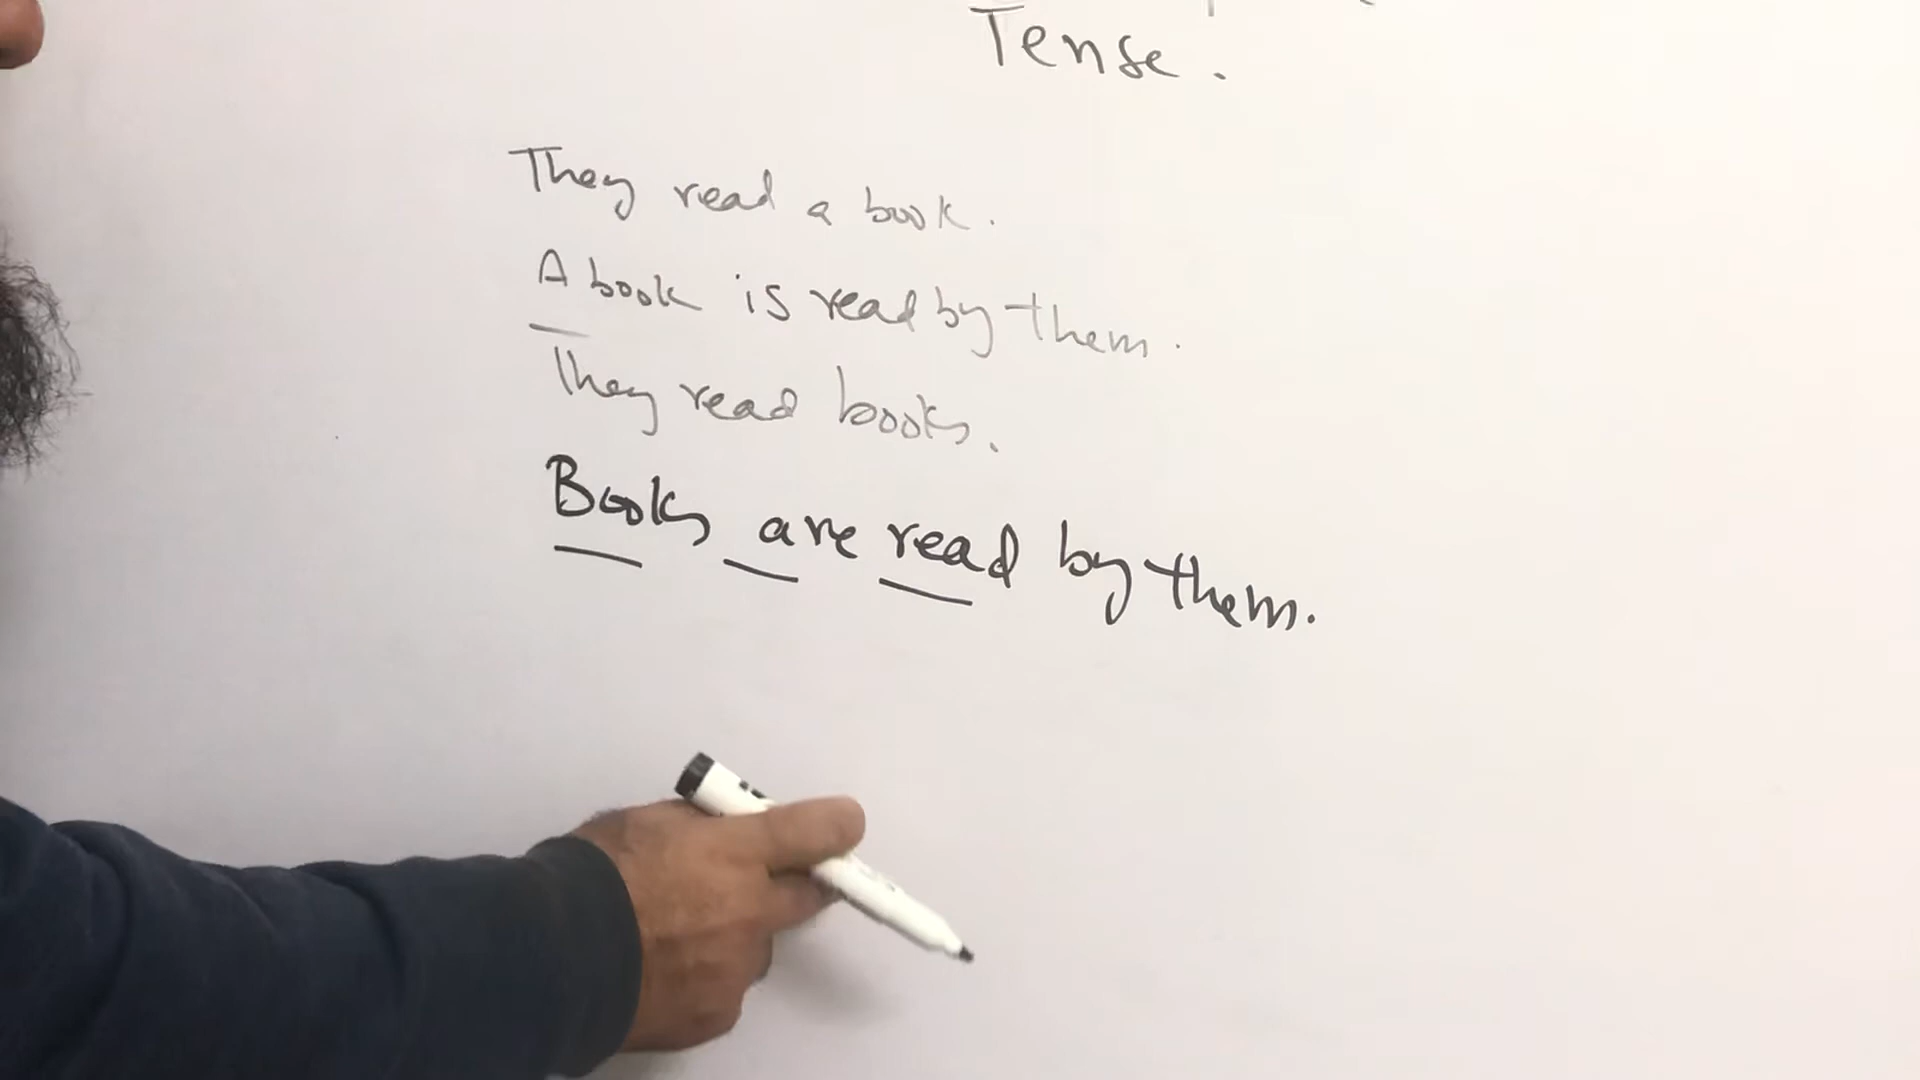 Tense.
They read a book.
A book is read by them.
They read books.
Books are read by them.